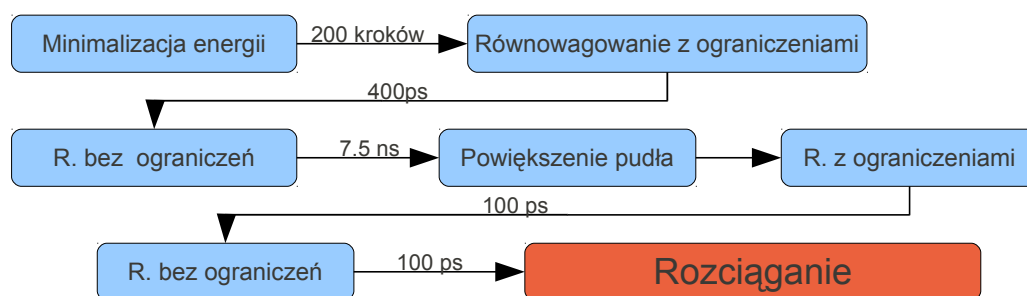 Minimalizacja energii
200 kroków
Równowagowanie z ograniczeniami
400ps
R. bez ograniczeń
7.5 ns
Powiększenie pudła
R. z ograniczeniami
100 ps
R. bez ograniczeń
100 ps
Rozciąganie